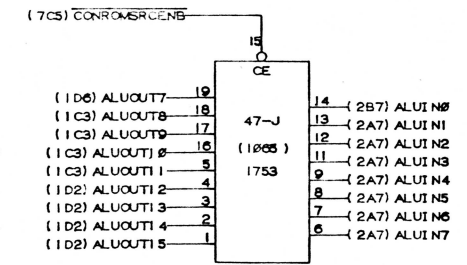 (7C5) CONROMSRCENB
15
CE
(1D6) ALUOUT7 19
(1C3) ALUOUT8 18
(1C3) ALUOUT9 17
(1C3) ALUOUT10 16
(1C3) ALUOUT11 5
(1D2) ALUOUT12 4
(1D2) ALUOUT13 3
(1D2) ALUOUT14 2
(1D2) ALUOUT15 1
47-J
(1065)
1753
14 (2B7) ALUIN0
13 (2A7) ALUIN1
12 (2A7) ALUIN2
11 (2A7) ALUIN3
9 (2A7) ALUIN4
8 (2A7) ALUIN5
7 (2A7) ALUIN6
6 (2A7) ALUIN7